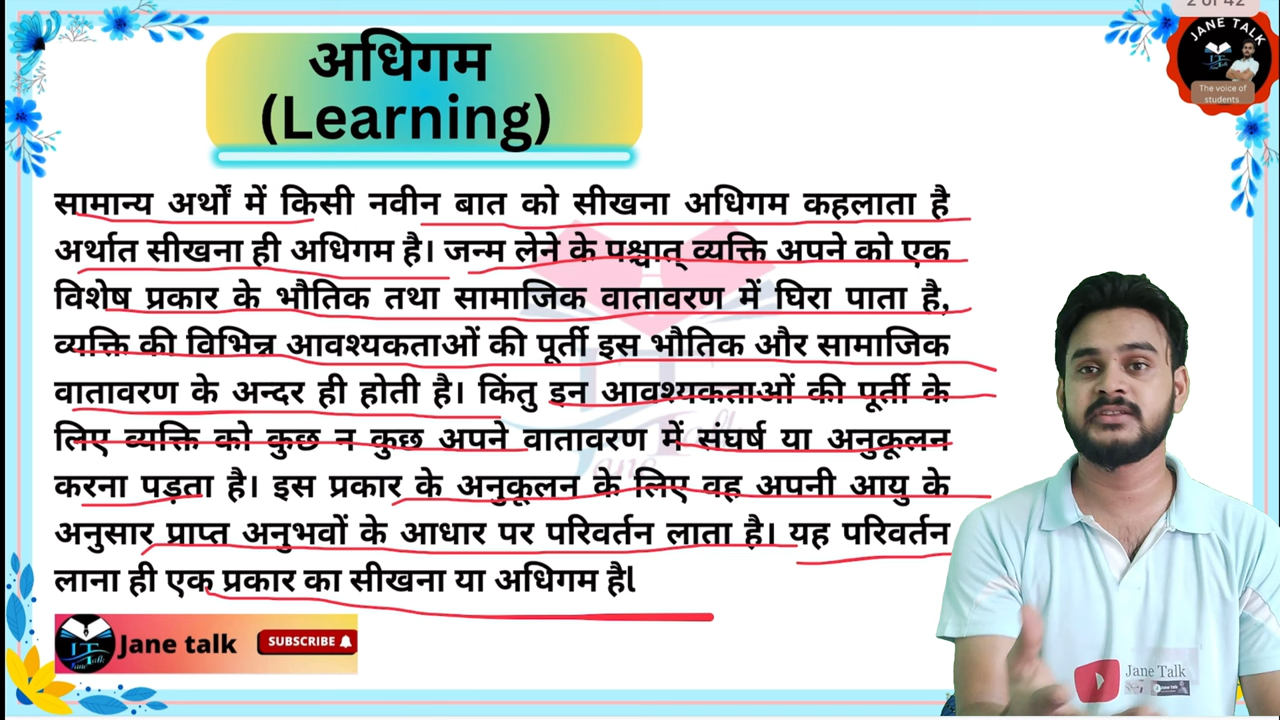 2 of 42
JANE TALK
The voice of
students
अधिगम
(Learning)
सामान्य अर्थों में किसी नवीन बात को सीखना अधिगम कहलाता है
अर्थात सीखना ही अधिगम है। जन्म लेने के पश्चात् व्यक्ति अपने को एक
विशेष प्रकार के भौतिक तथा सामाजिक वातावरण में घिरा पाता है,
व्यक्ति की विभिन्न आवश्यकताओं की पूर्ती इस भौतिक और सामाजिक
वातावरण के अन्दर ही होती है। किंतु इन आवश्यकताओं की पूर्ती के
लिए व्यक्ति को कुछ न कुछ अपने वातावरण में संघर्ष या अनुकूलन
करना पड़ता है। इस प्रकार के अनुकूलन के लिए वह अपनी आयु के
अनुसार प्राप्त अनुभवों के आधार पर परिवर्तन लाता है। यह परिवर्तन
लाना ही एक प्रकार का सीखना या अधिगम हैl
Jane talk
SUBSCRIBE
Jane Talk